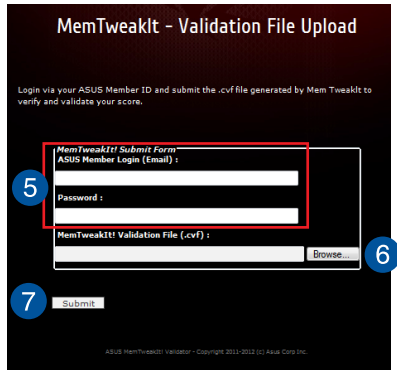 MemTweakIt - Validation File Upload
Login via your ASUS Member ID and submit the .cvf file generated by Mem TweakIt to
verify and validate your score.
MemTweakIt! Submit Form
ASUS Member Login (Email) :
5
Password :
MemTweakIt! Validation File (.cvf) :
Browse...
6
7
Submit
ASUS MemTweakIt! Validator - Copyright 2011-2012 (c) Asus Corp Inc.